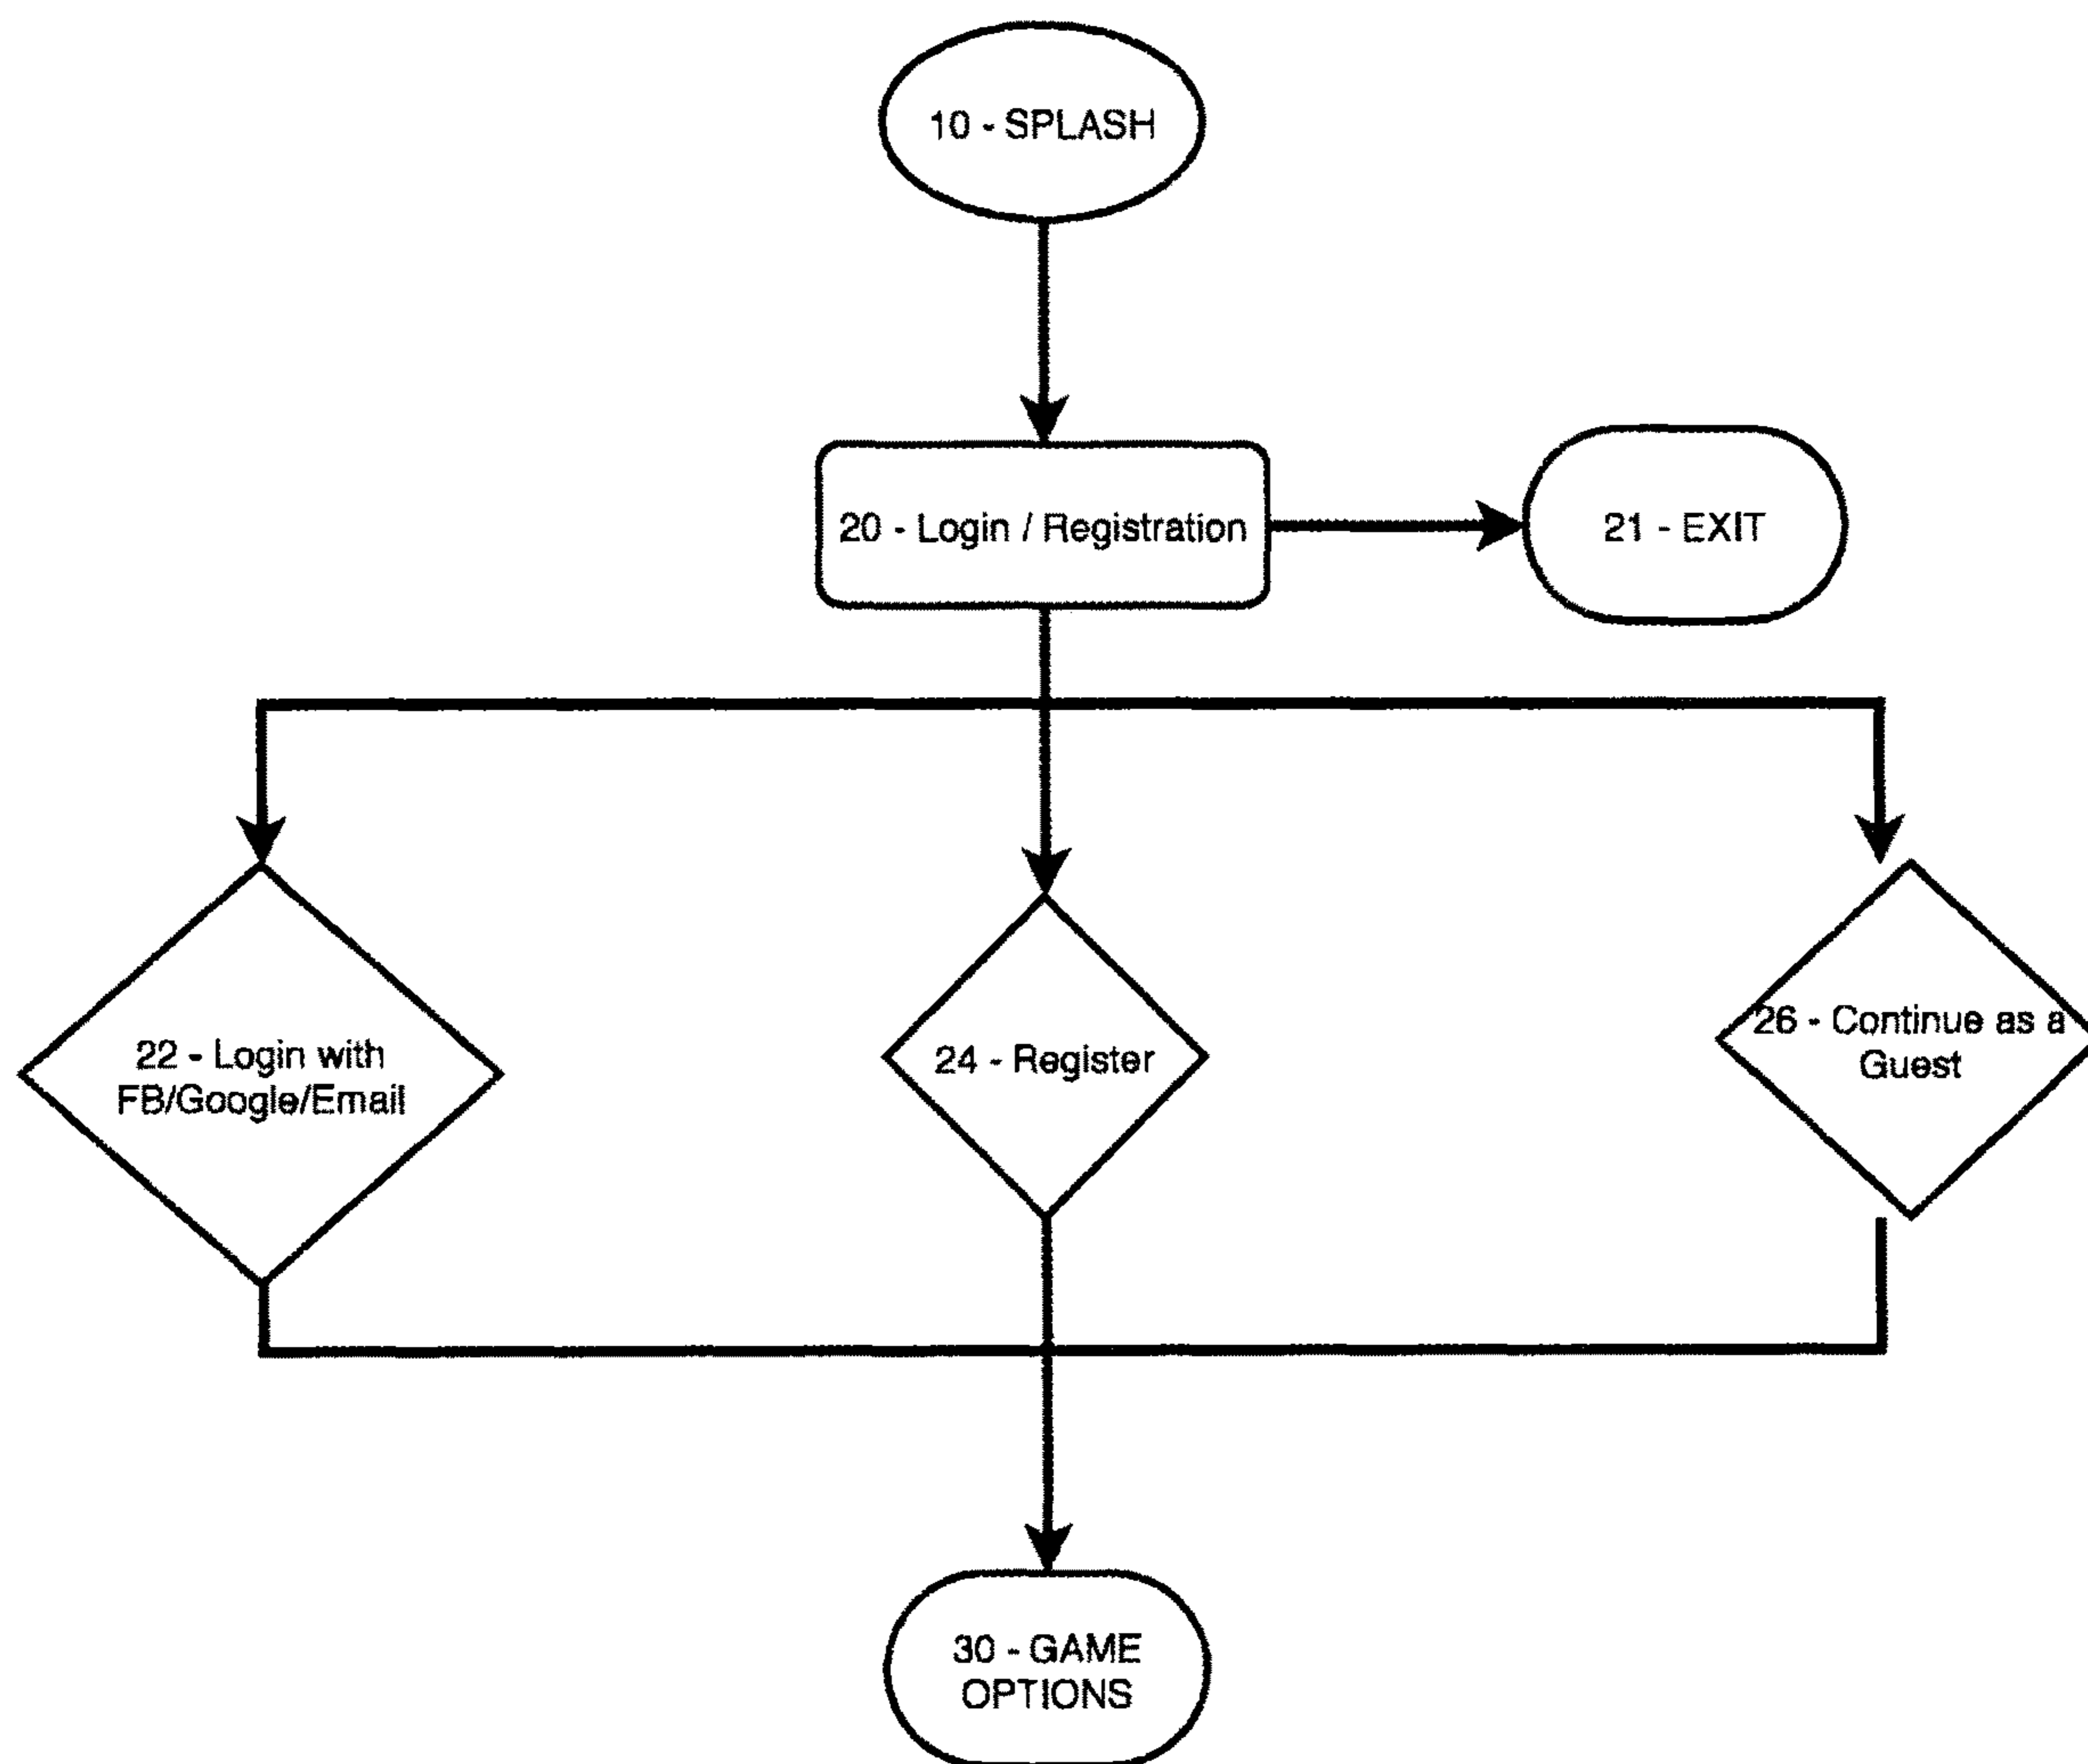 10 - SPLASH
20 - Login / Registration
21 - EXIT
22 - Login with
FB/Google/Email
24 - Register
26 - Continue as a
Guest
30 - GAME
OPTIONS